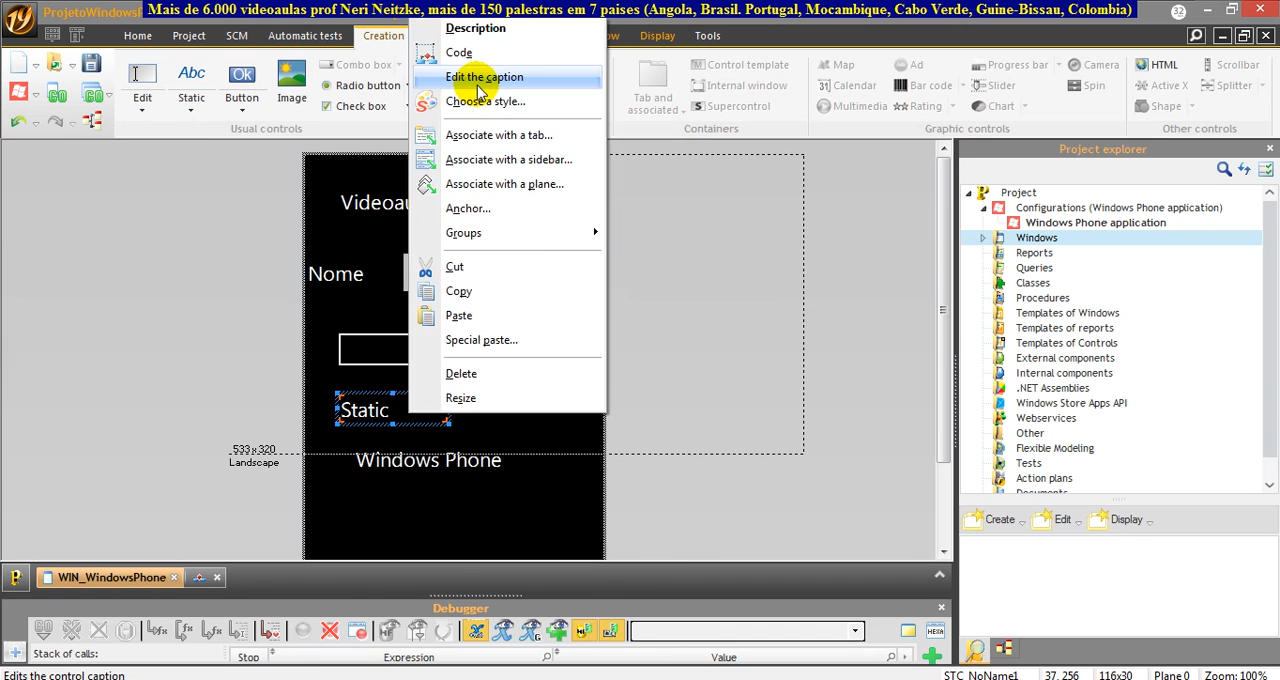 ProjetoWindowsP
Mais de 6.000 videoaulas prof Neri Neitzke, mais de 150 palestras em 7 paises (Angola, Brasil. Portugal, Mocambique, Cabo Verde, Guine-Bissau, Colombia)
32
19
Home Project SCM Automatic tests Creation Display Tools
Edit
Static
Abc
Button
Ok
Image
Combo box
Radio button
Check box
Usual controls
Tab and associated
Control template
Internal window
Supercontrol
Containers
Map
Calendar
Multimedia
Ad
Bar code
Rating
Progress bar
Slider
Chart
Camera
Spin
Graphic controls
HTML
Active X
Shape
Scrollbar
Splitter
Other controls
GO
GO
Description
Code
Edit the caption
Choose a style...
Associate with a tab...
Associate with a sidebar...
Associate with a plane...
Anchor...
Groups
Cut
Copy
Paste
Special paste...
Delete
Resize
Videoau
Nome
Static
Windows Phone
533 x 320
Landscape
Project explorer
Project
Configurations (Windows Phone application)
Windows Phone application
Windows
Reports
Queries
Classes
Procedures
Templates of Windows
Templates of reports
Templates of Controls
External components
Internal components
.NET Assemblies
Windows Store Apps API
Webservices
Other
Flexible Modeling
Tests
Action plans
Create Edit Display
WIN_WindowsPhone
Debugger
GO
HEXA
Stack of calls:
Stop
Expression
Value
Edits the control caption
STC_NoName1 37, 256 116x30 Plane 0 Zoom: 100%